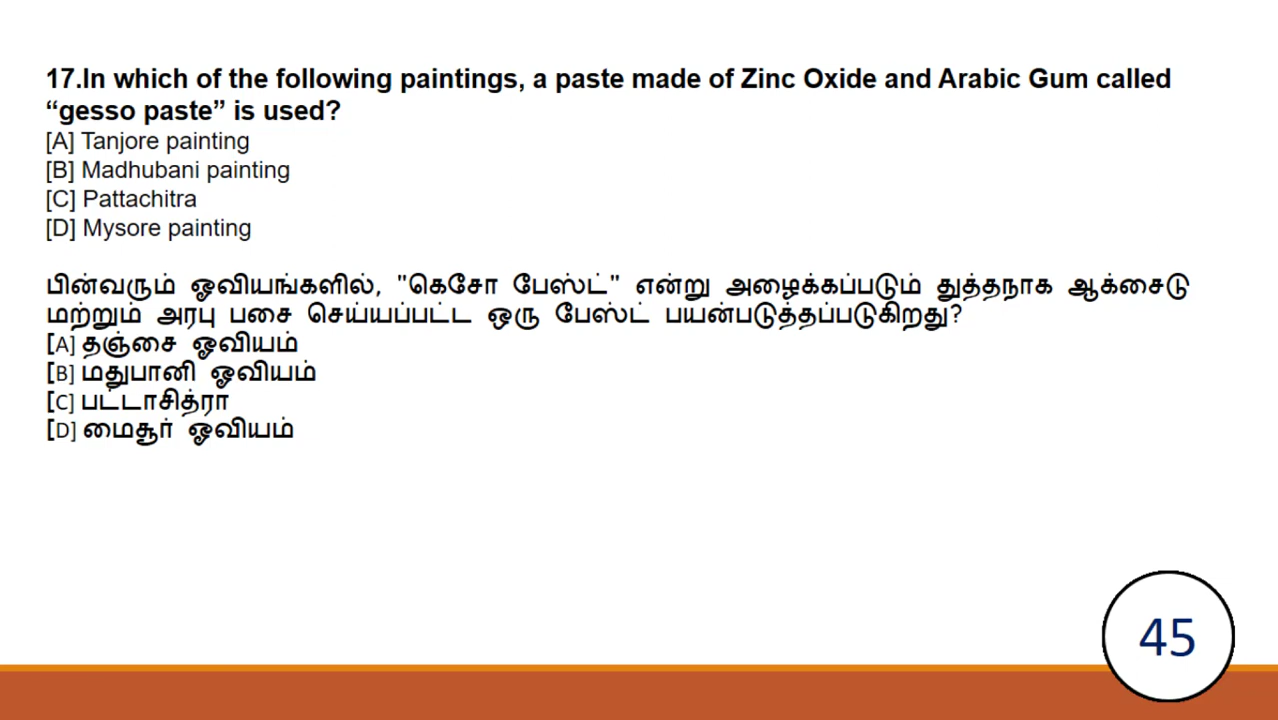 17.In which of the following paintings, a paste made of Zinc Oxide and Arabic Gum called
“gesso paste” is used?
[A] Tanjore painting
[B] Madhubani painting
[C] Pattachitra
[D] Mysore painting
பின்வரும் ஓவியங்களில், "கெசோ பேஸ்ட்" என்று அழைக்கப்படும் துத்தநாக ஆக்சைடு
மற்றும் அரபு பசை செய்யப்பட்ட ஒரு பேஸ்ட் பயன்படுத்தப்படுகிறது?
[A] தஞ்சை ஓவியம்
[B] மதுபானி ஓவியம்
[C] பட்டாசித்ரா
[D] மைசூர் ஓவியம்
45